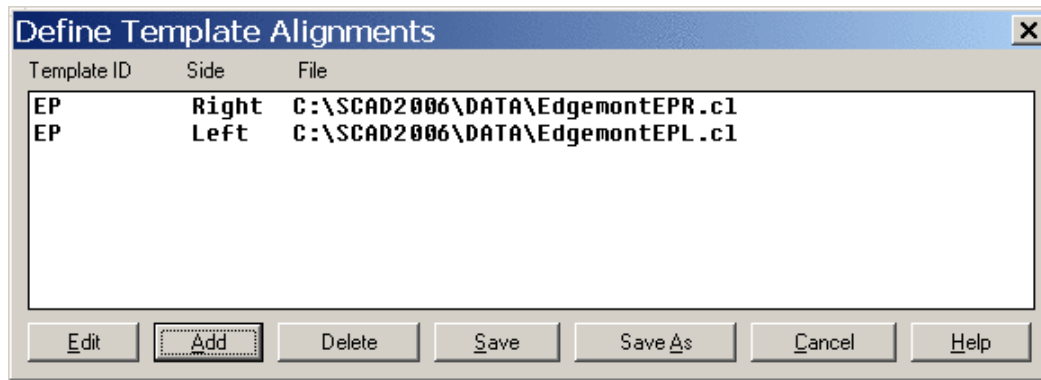 Define Template Alignments
Template ID Side File
EP Right C:\SCAD2006\DATA\EdgemontEPR.cl
EP Left C:\SCAD2006\DATA\EdgemontEPL.cl
Edit Add Delete Save Save As Cancel Help